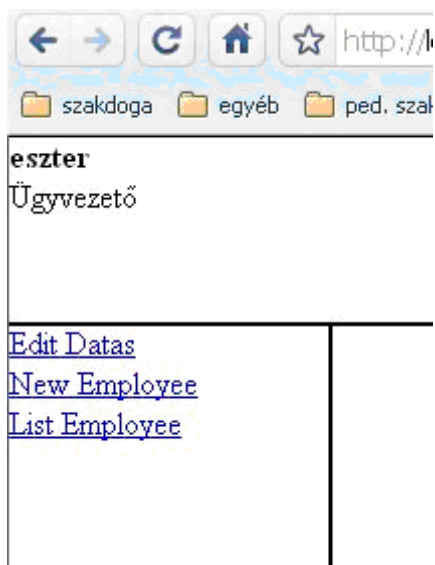 http://l
szakdoga egyéb ped. szak
eszter
Ügyvezető
Edit Datas
New Employee
List Employee